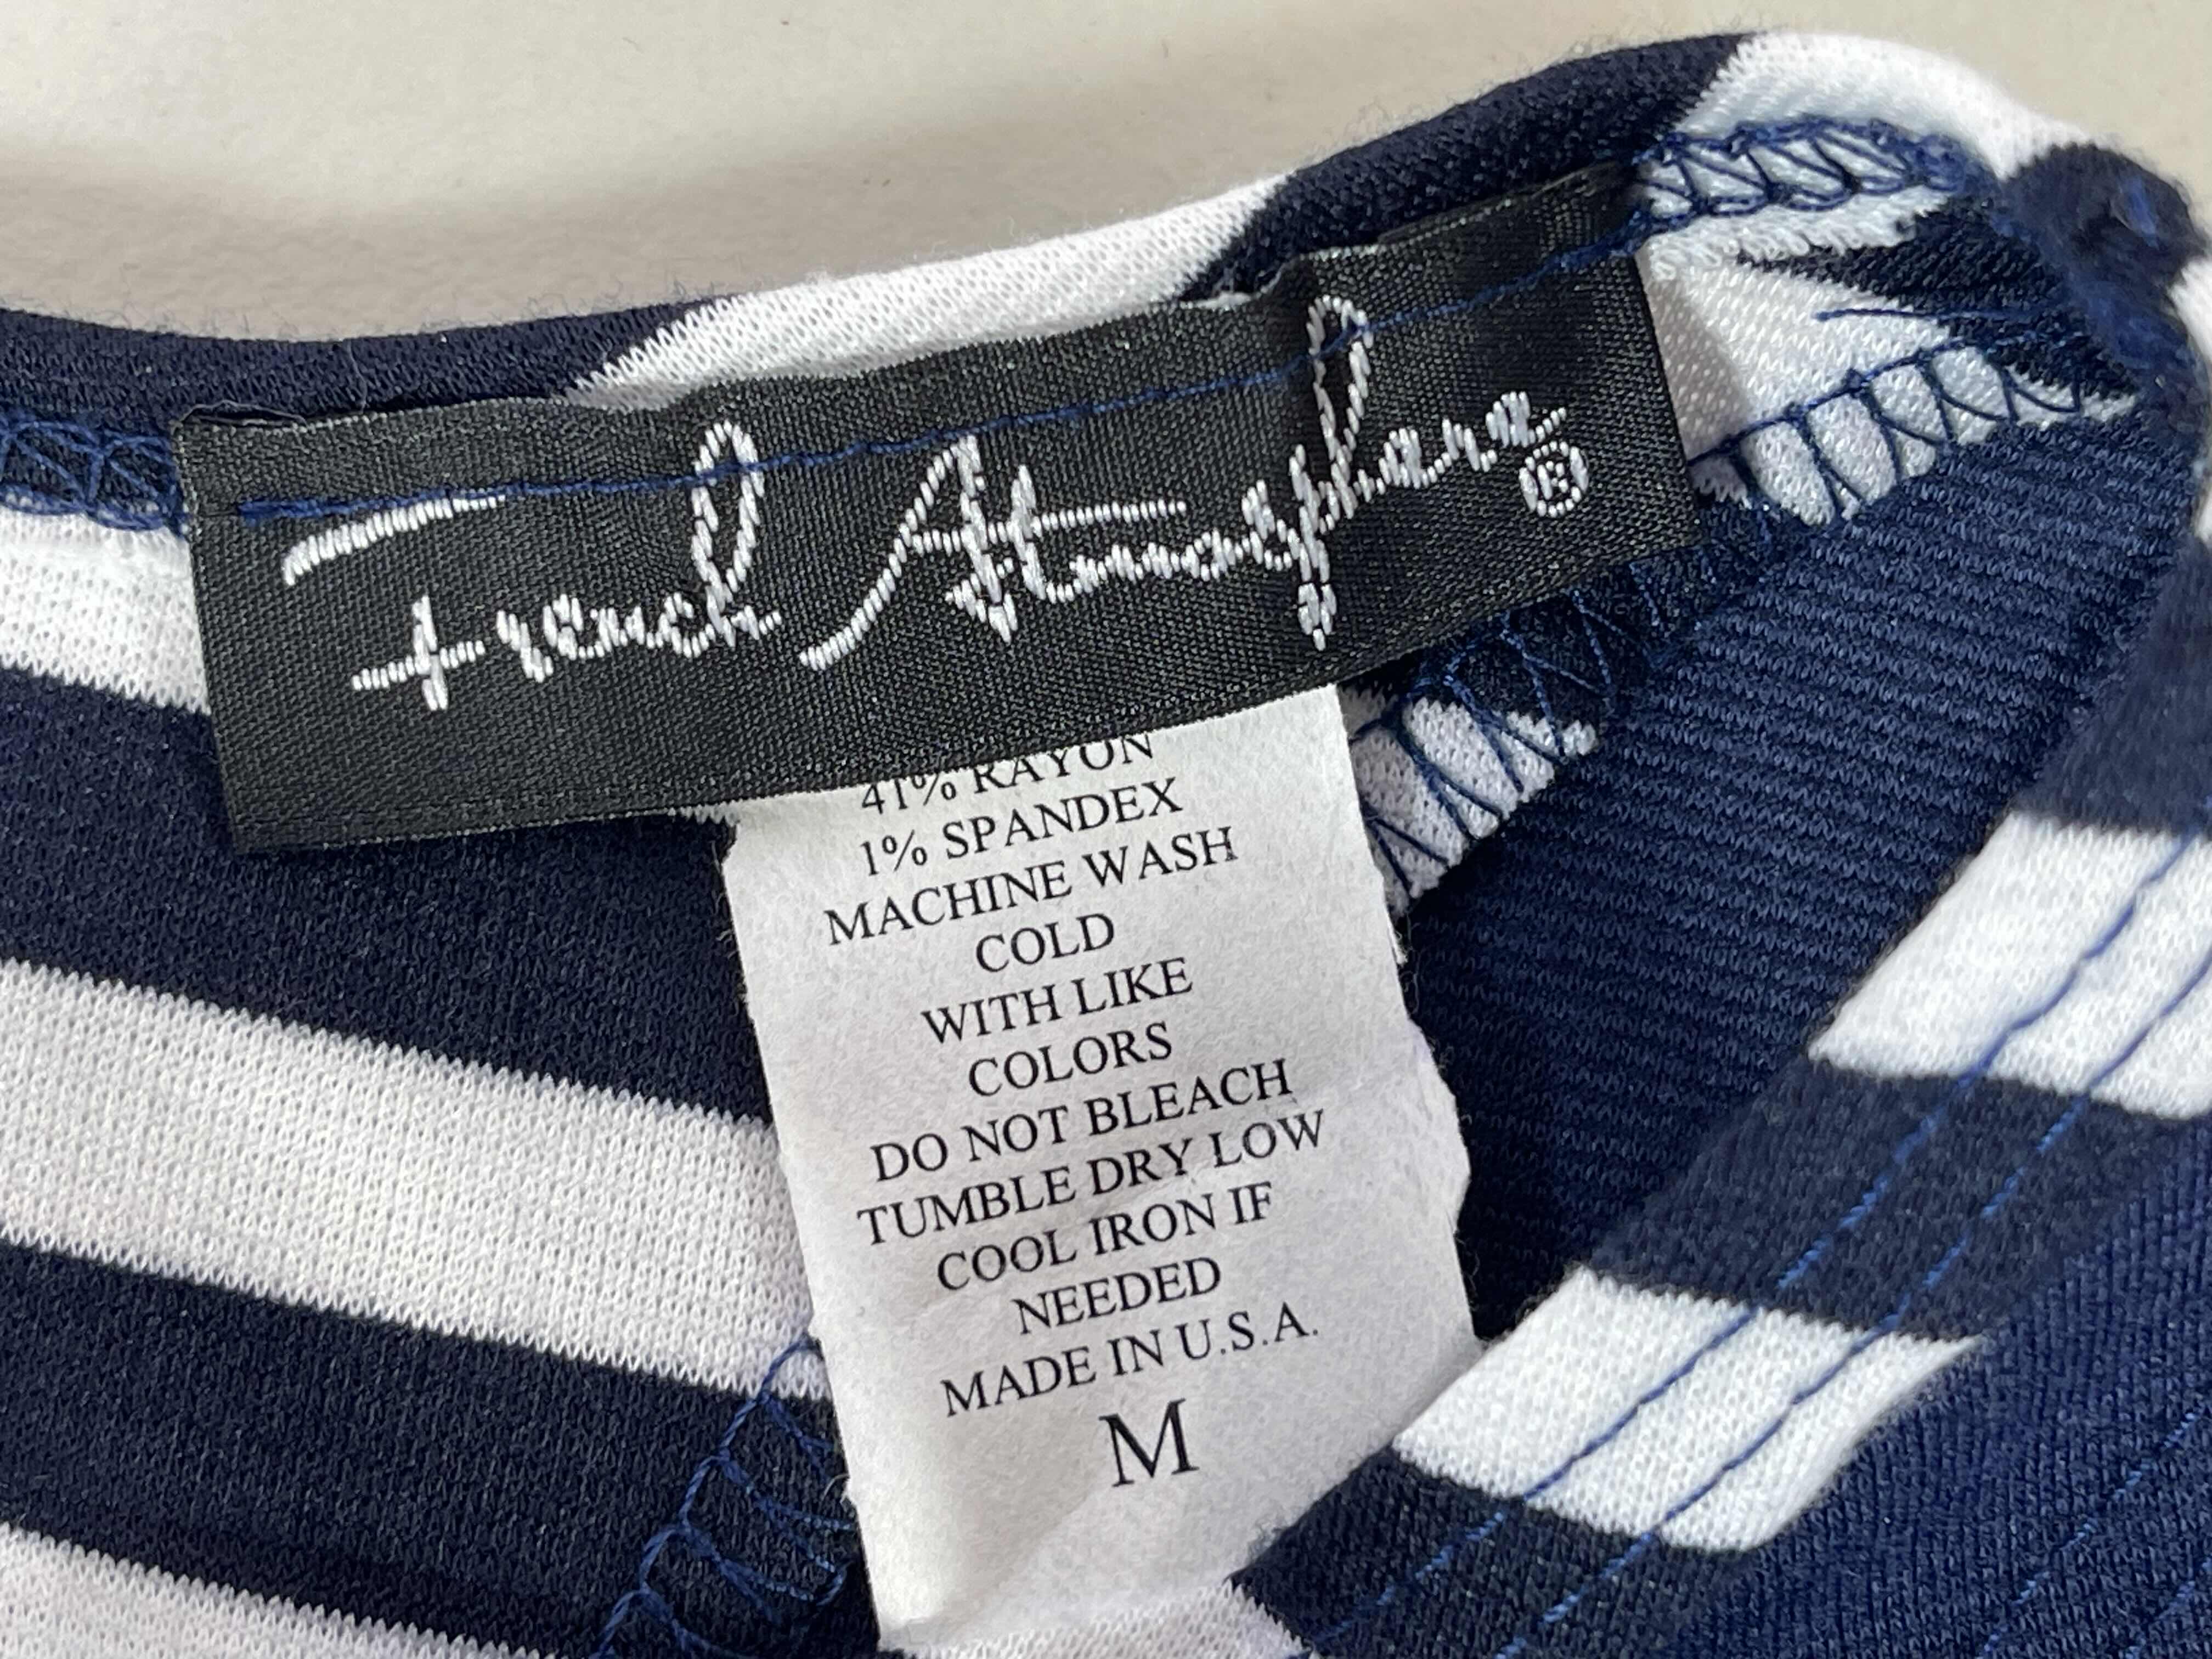 French Atmosphere ®
41% RAYON
1% SPANDEX
MACHINE WASH
COLD
WITH LIKE
COLORS
DO NOT BLEACH
TUMBLE DRY LOW
COOL IRON IF
NEEDED
MADE IN U.S.A.
M